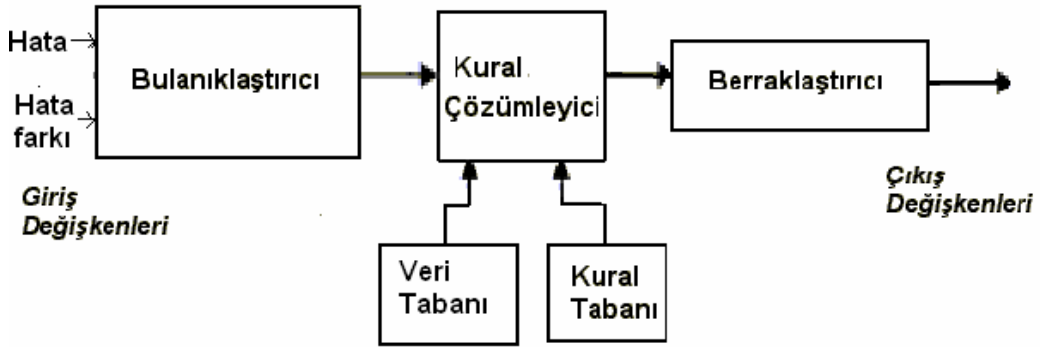 Hata
Hata
farkı
Giriş
Değişkenleri
Bulanıklaştırıcı
Kural
Çözümleyici
Berraklaştırıcı
Çıkış
Değişkenleri
Veri
Tabanı
Kural
Tabanı